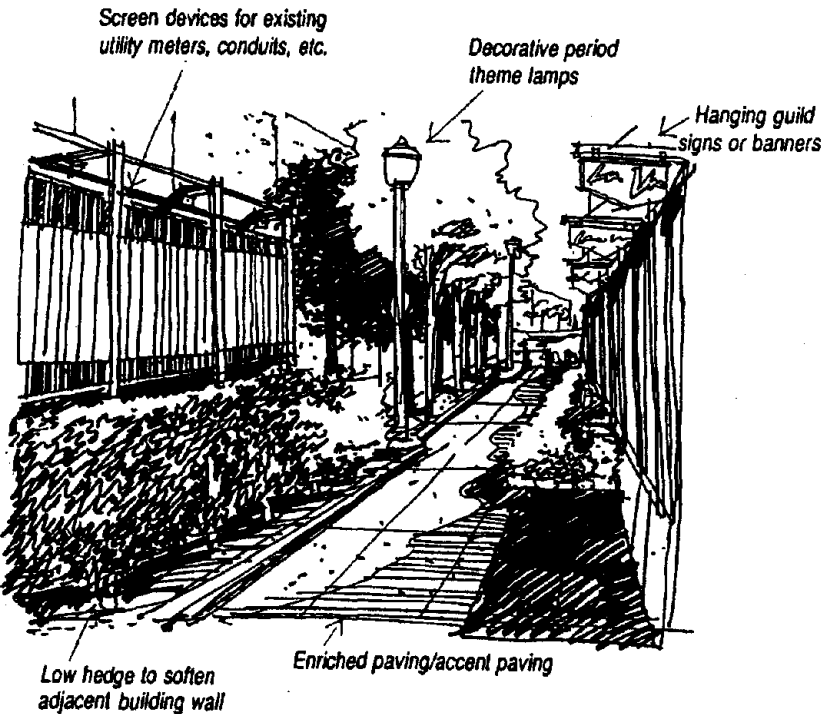 Screen devices for existing
utility meters, conduits, etc.
Decorative period
theme lamps
Hanging guild
signs or banners
Enriched paving/accent paving
Low hedge to soften
adjacent building wall